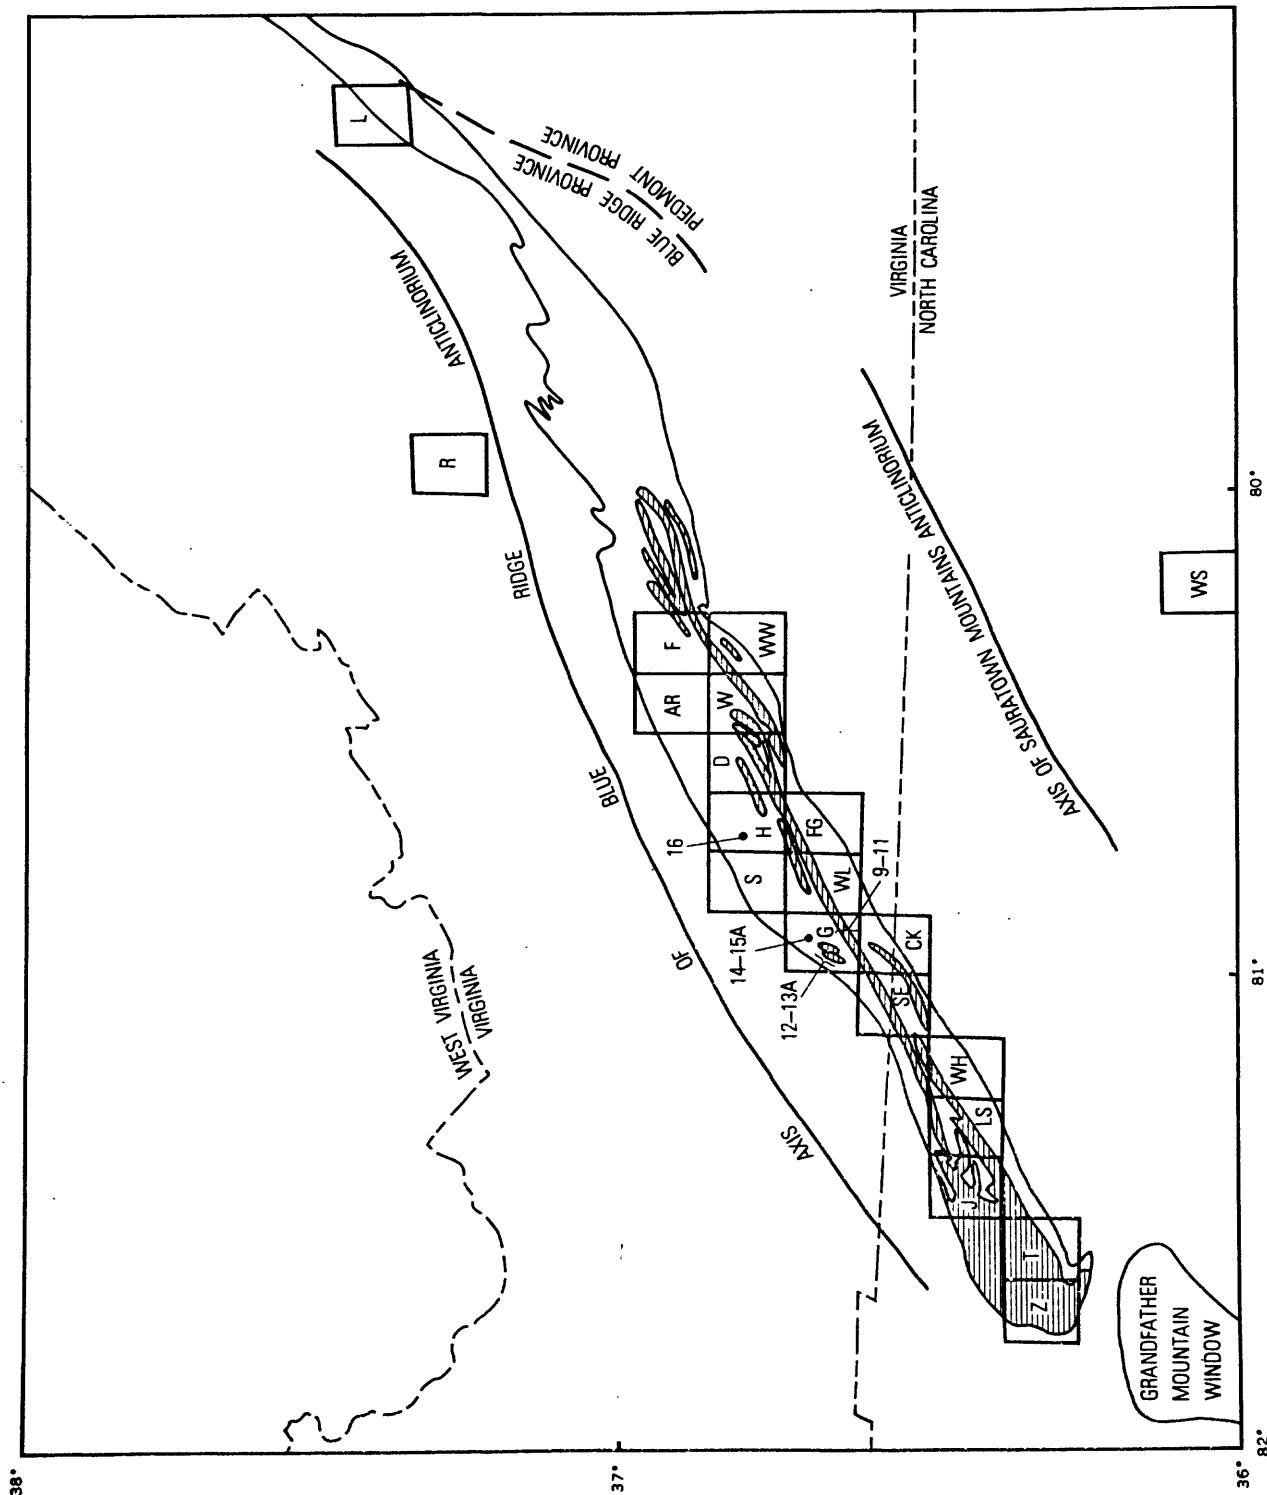 38°
37°
36°
82°
81°
80°
WEST VIRGINIA
VIRGINIA
AXIS
OF
BLUE
RIDGE
ANTICLINORIUM
R
L
BLUE RIDGE PROVINCE
PIEDMONT PROVINCE
VIRGINIA
NORTH CAROLINA
AXIS OF SAURATOWN MOUNTAINS ANTICLINORIUM
WS
F
AR
WW
W
D
16
H
S
FG
WL
9–11
14–15A
G
12–13A
CK
SE
WH
LS
J
T
Z
GRANDFATHER
MOUNTAIN
WINDOW